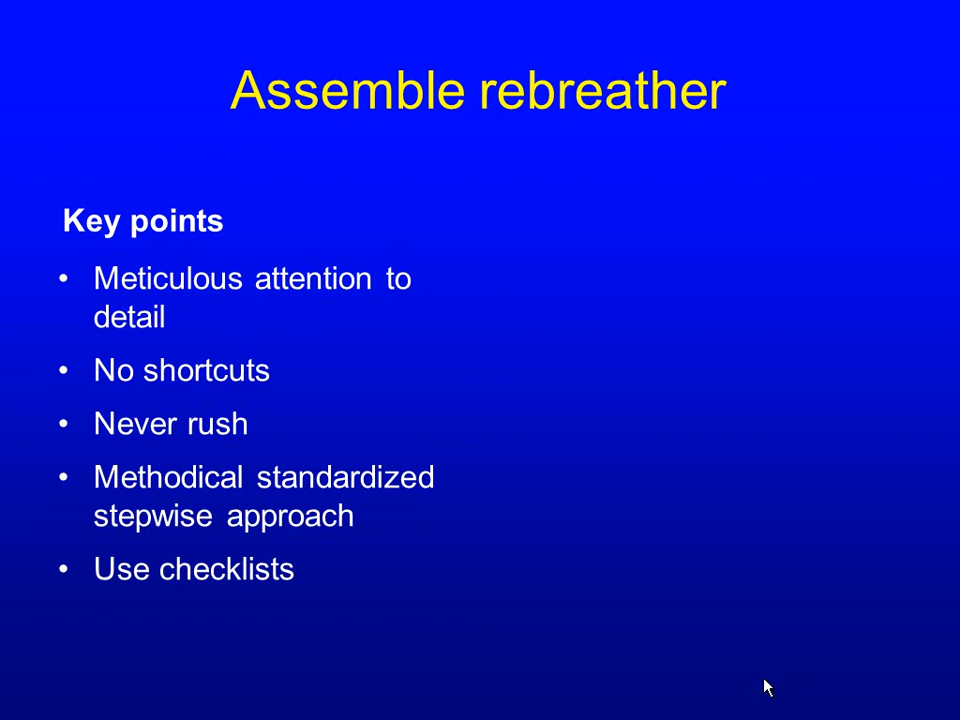 Assemble rebreather
Key points
• Meticulous attention to
detail
• No shortcuts
• Never rush
• Methodical standardized
stepwise approach
• Use checklists